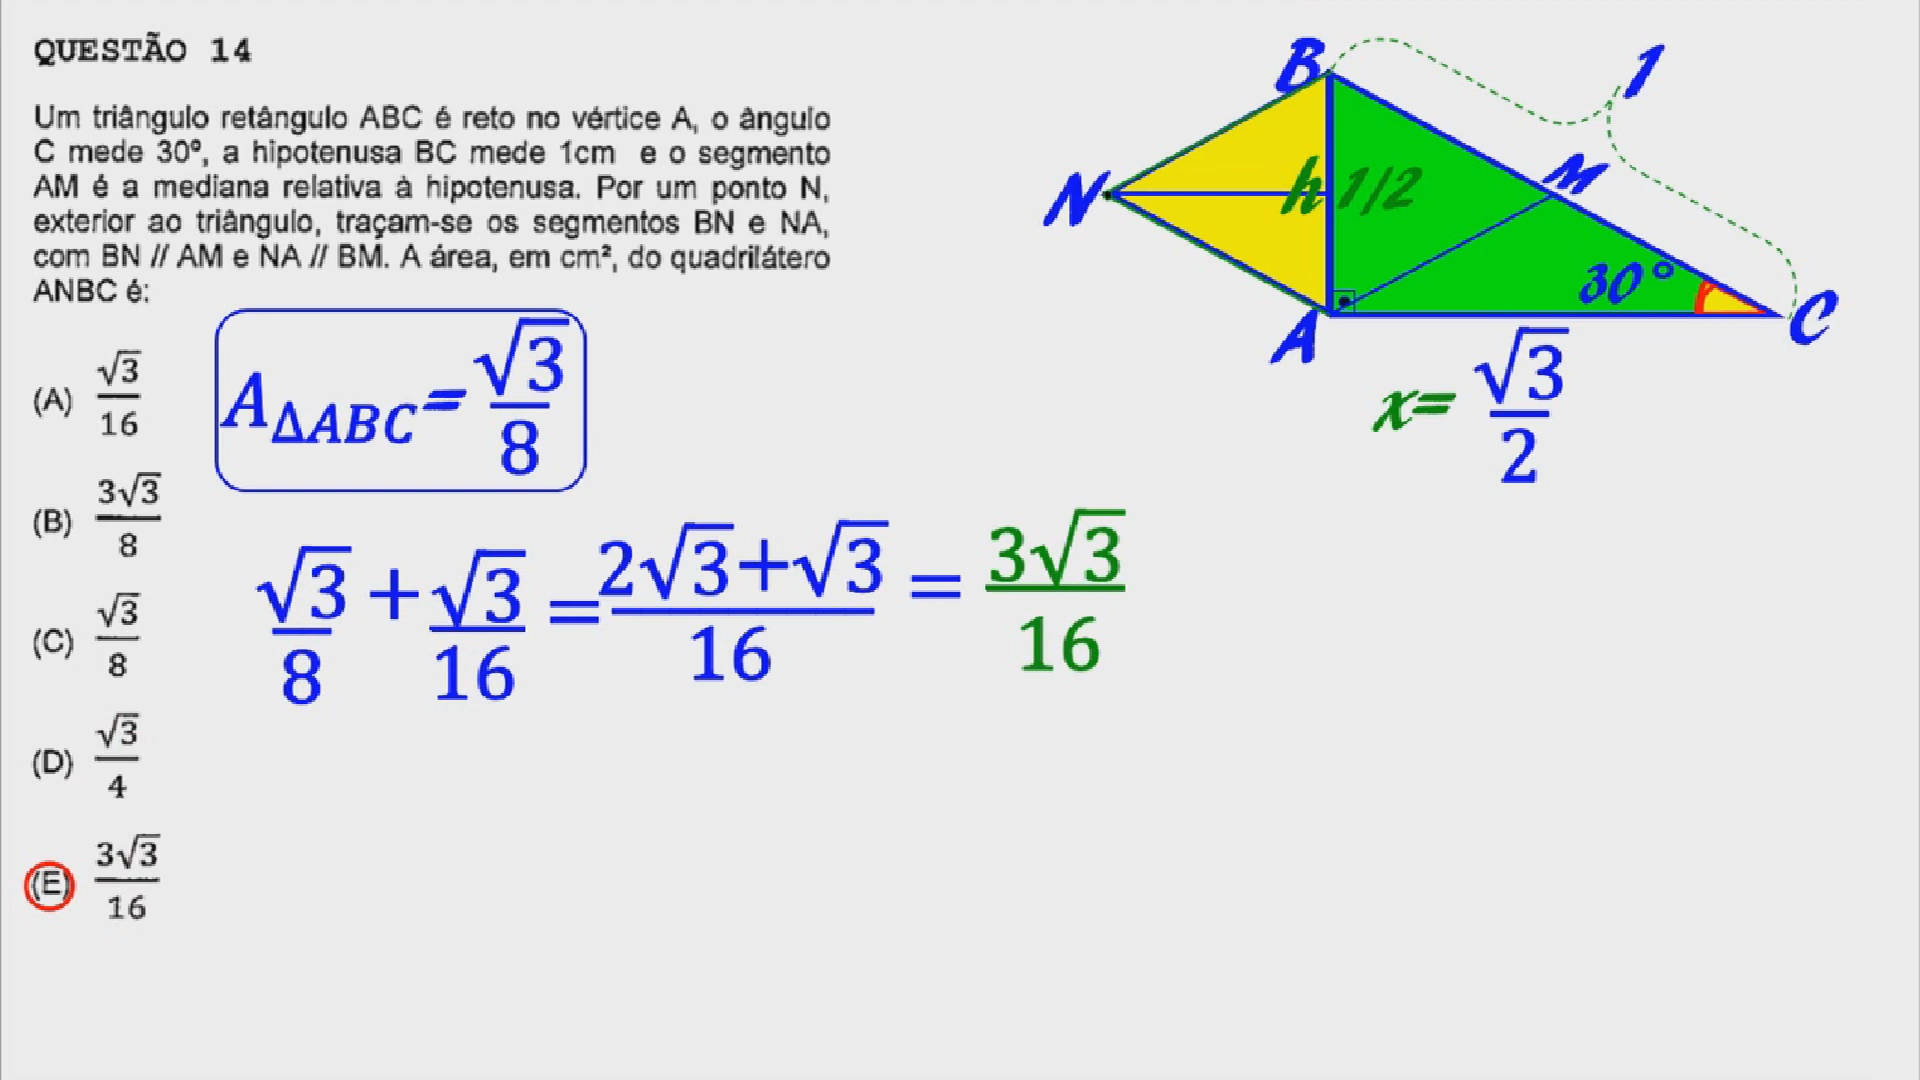 QUESTÃO 14
Um triângulo retângulo ABC é reto no vértice A, o ângulo
C mede 30º, a hipotenusa BC mede 1cm e o segmento
AM é a mediana relativa à hipotenusa. Por um ponto N,
exterior ao triângulo, traçam-se os segmentos BN e NA,
com BN // AM e NA // BM. A área, em cm², do quadrilátero
ANBC é:
(A) √3/16
(B) 3√3/8
(C) √3/8
(D) √3/4
(E) 3√3/16
A△ABC = √3/8
√3/8 + √3/16 = (2√3+√3)/16 = 3√3/16
B
1
N
h 1/2
M
30°
A
C
x= √3/2